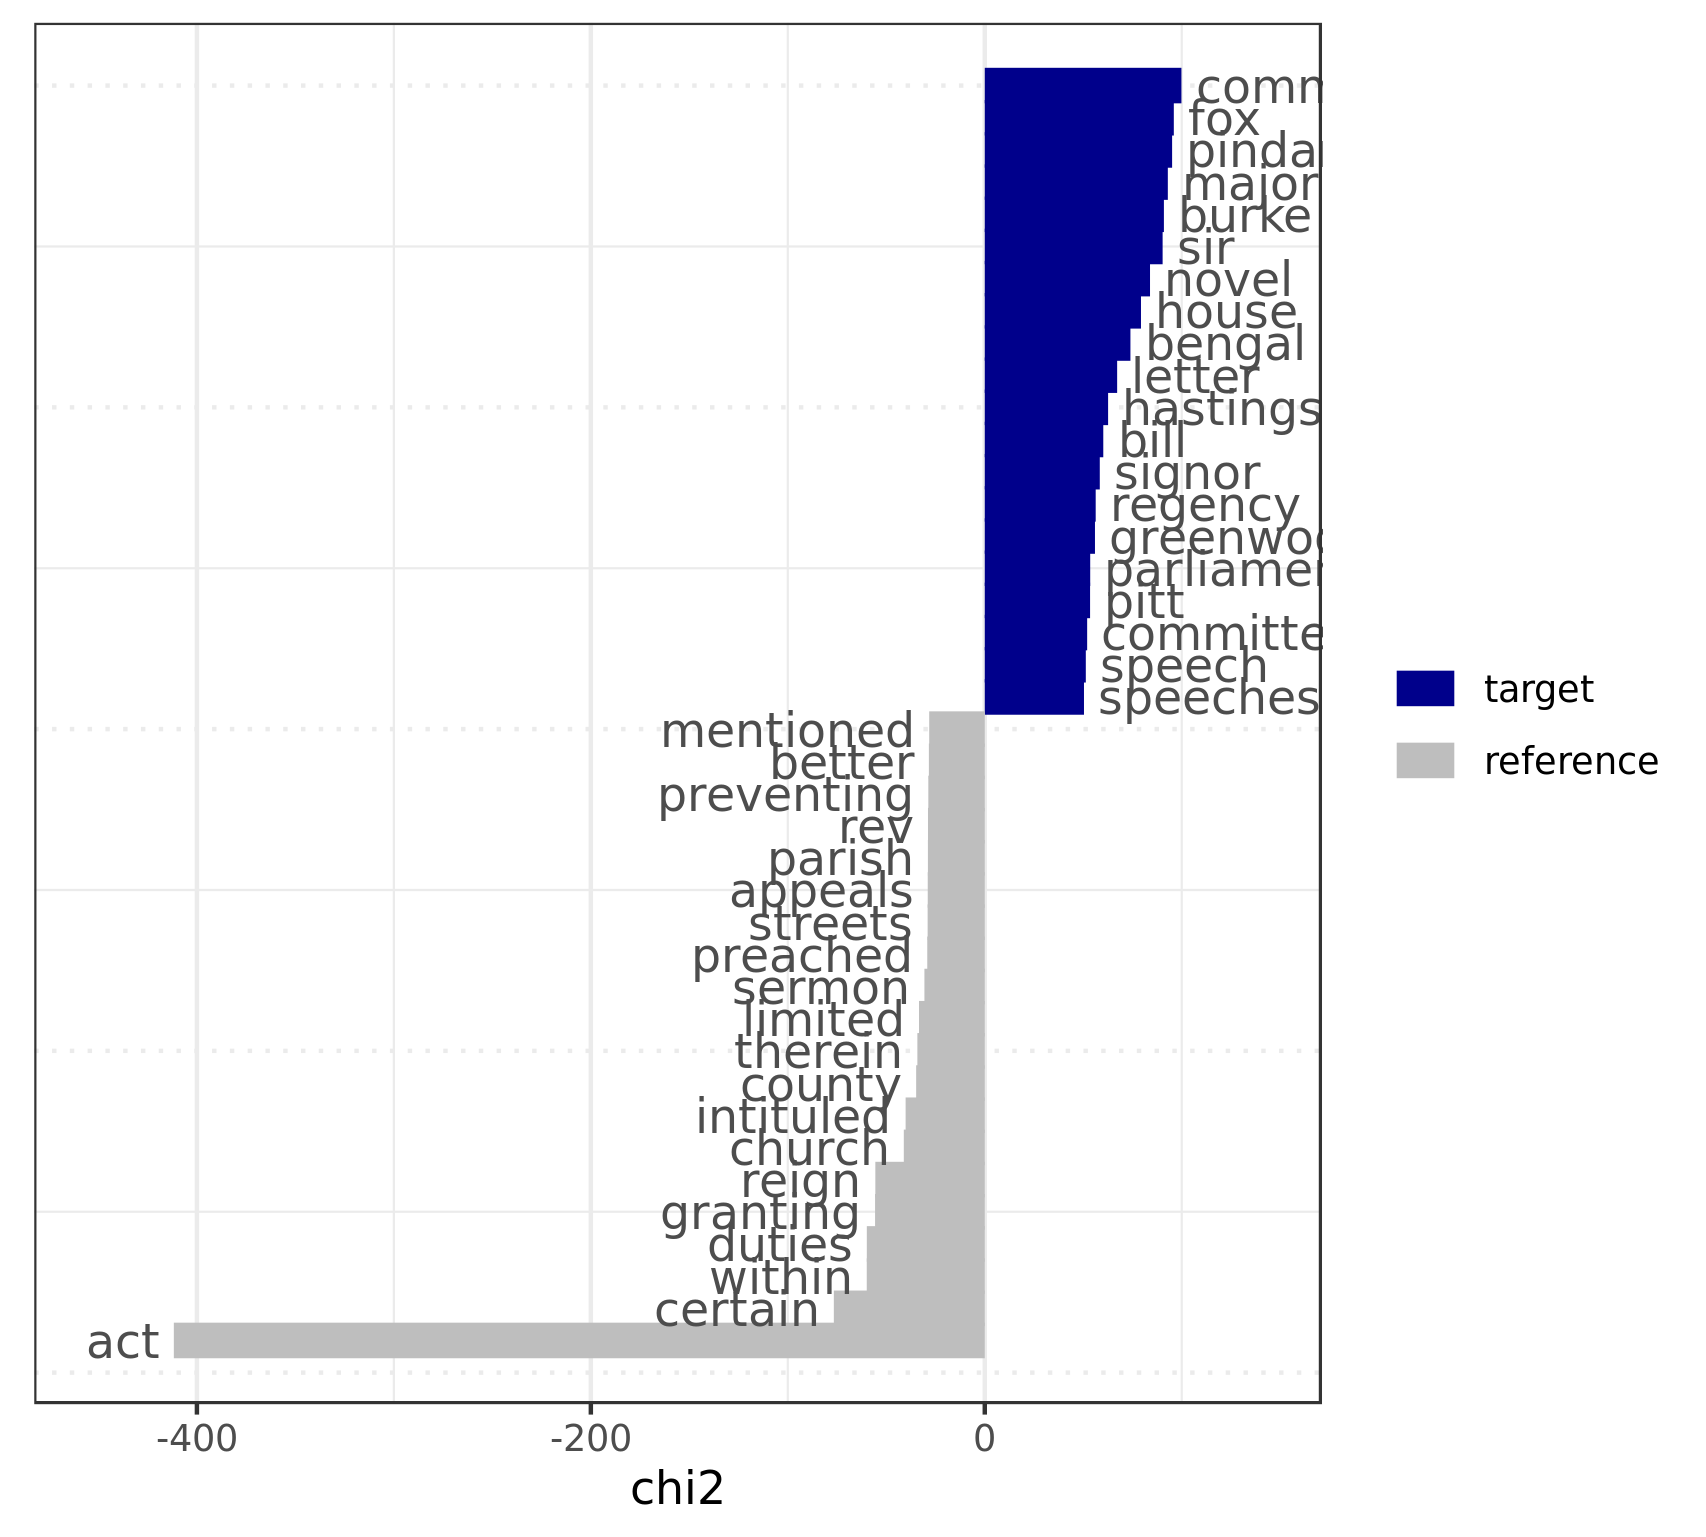 comm
fox
pinda
major
burke
sir
novel
house
bengal
letter
hastings
bill
signor
regency
greenwoo
parliamen
pitt
committe
speech
speeches
mentioned
better
preventing
rev
parish
appeals
streets
preached
sermon
limited
therein
county
intituled
church
reign
granting
duties
within
certain
act
target
reference
-400
-200
0
chi2